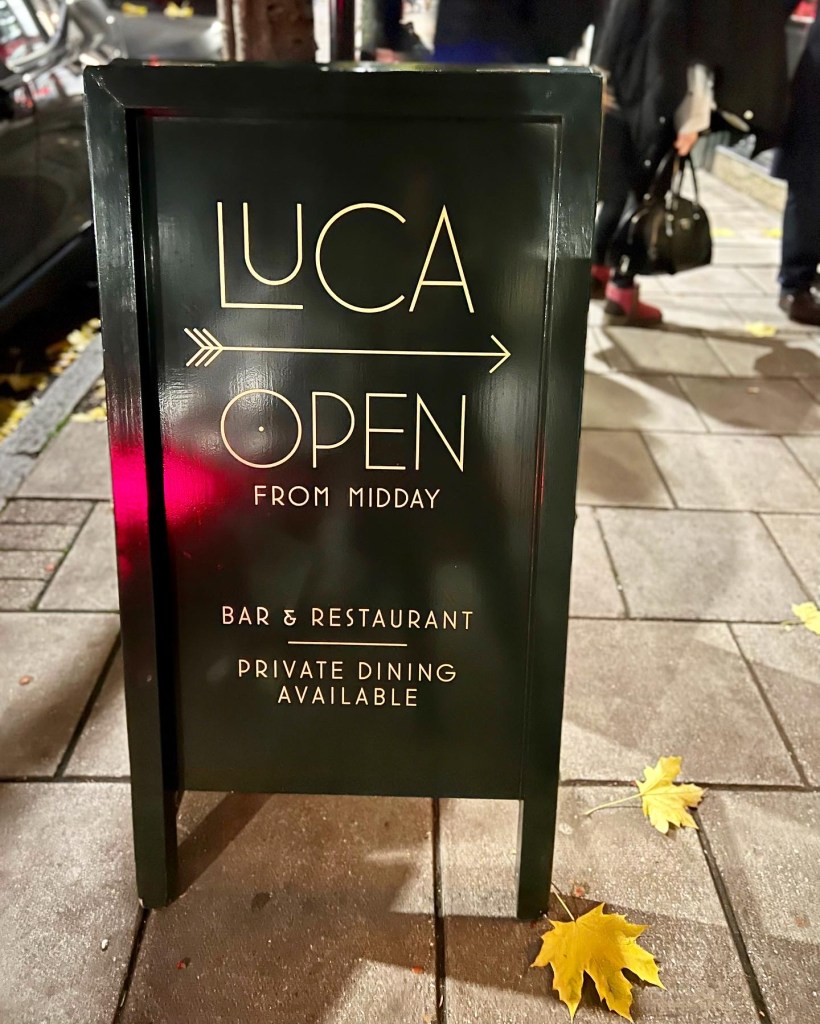 LUCA
OPEN
FROM MIDDAY
BAR & RESTAURANT
PRIVATE DINING
AVAILABLE